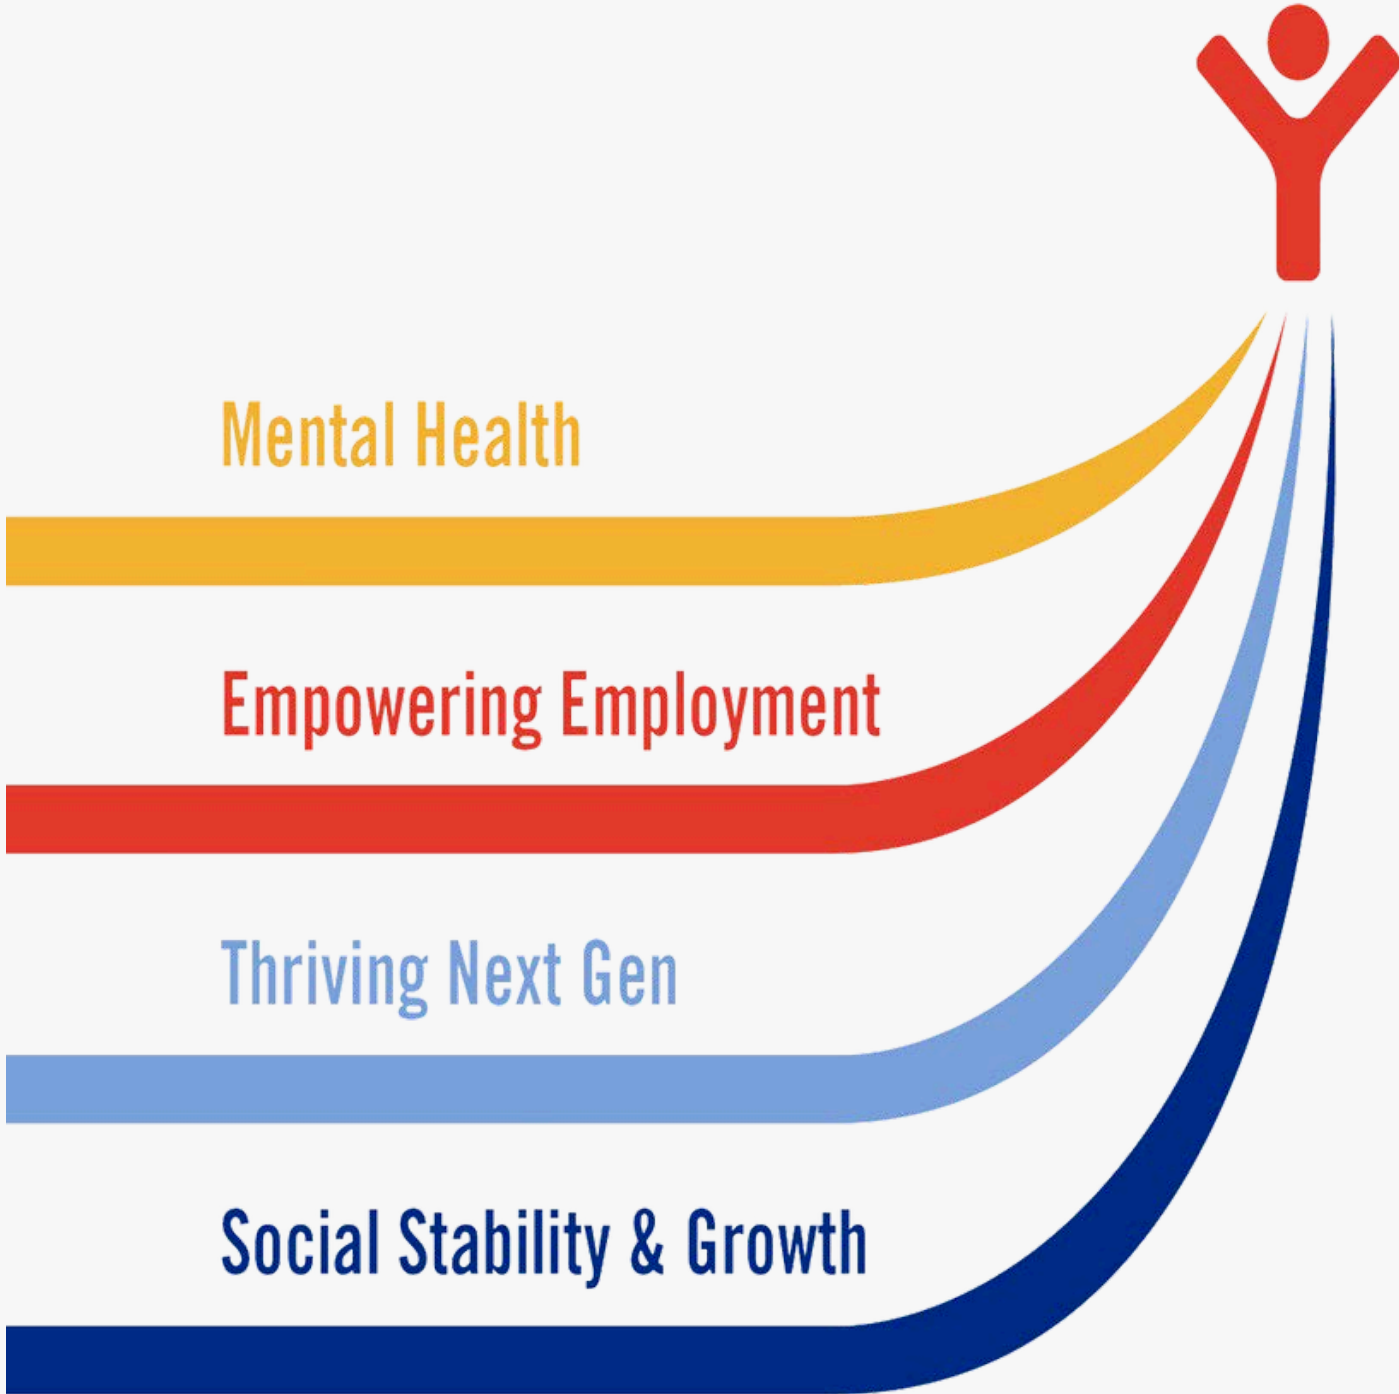 Mental Health
Empowering Employment
Thriving Next Gen
Social Stability & Growth